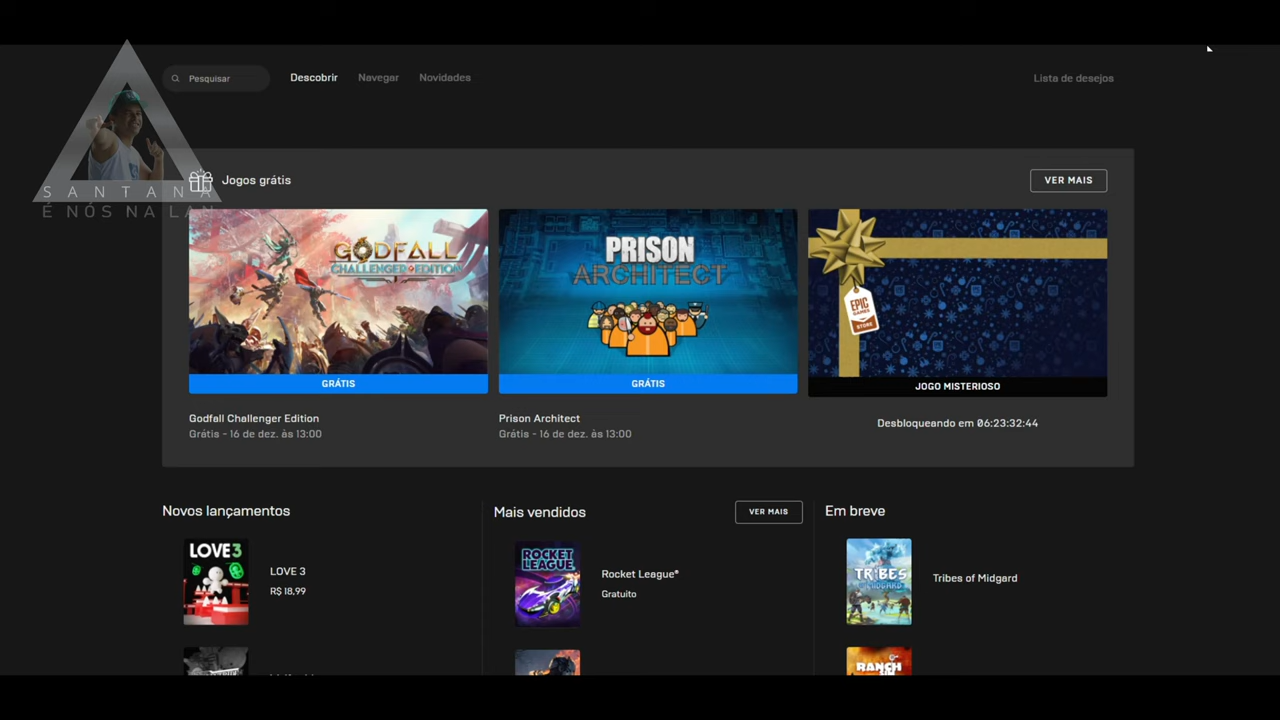 Pesquisar
Descobrir
Navegar
Novidades
Lista de desejos
SANTANA
É NÓS NA LAN
Jogos grátis
VER MAIS
GODFALL
CHALLENGER EDITION
PRISON
ARCHITECT
EPIC
GAMES
STORE
GRÁTIS
GRÁTIS
JOGO MISTERIOSO
Godfall Challenger Edition
Grátis - 16 de dez. às 13:00
Prison Architect
Grátis - 16 de dez. às 13:00
Desbloqueando em 06:23:32:44
Novos lançamentos
LOVE3
LOVE 3
R$ 18,99
Mais vendidos
VER MAIS
ROCKET
LEAGUE
Rocket League®
Gratuito
Em breve
TRIBES
OF MIDGARD
Tribes of Midgard
RANCH